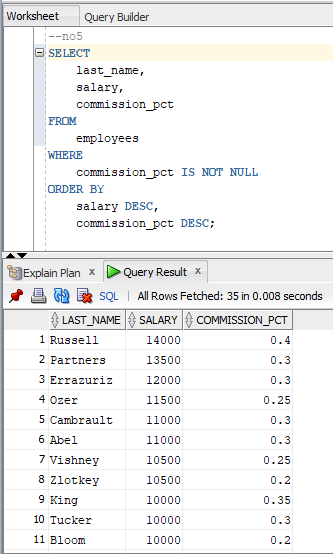 Worksheet Query Builder
--no5
SELECT
last_name,
salary,
commission_pct
FROM
employees
WHERE
commission_pct IS NOT NULL
ORDER BY
salary DESC,
commission_pct DESC;
Explain Plan x Query Result x
SQL | All Rows Fetched: 35 in 0.008 seconds
LAST_NAME SALARY COMMISSION_PCT
1 Russell 14000 0.4
2 Partners 13500 0.3
3 Errazuriz 12000 0.3
4 Ozer 11500 0.25
5 Cambrault 11000 0.3
6 Abel 11000 0.3
7 Vishney 10500 0.25
8 Zlotkey 10500 0.2
9 King 10000 0.35
10 Tucker 10000 0.3
11 Bloom 10000 0.2